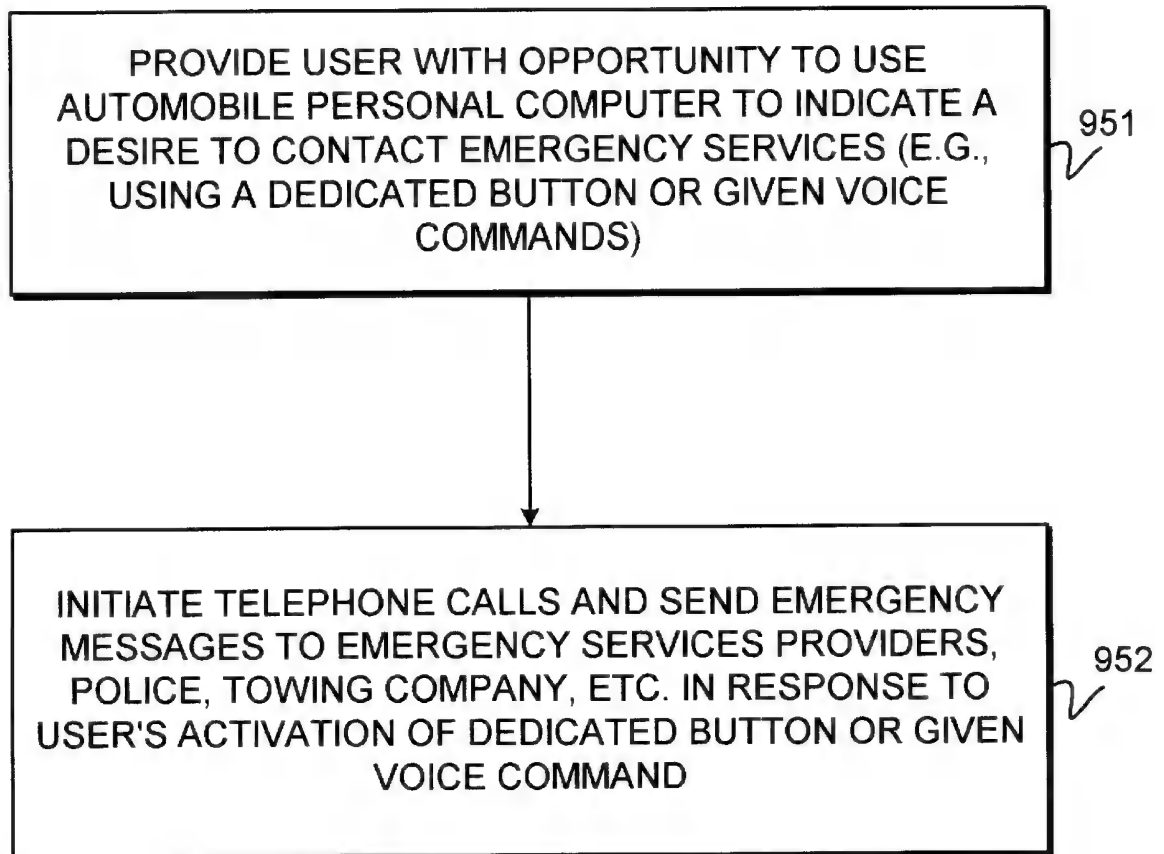 PROVIDE USER WITH OPPORTUNITY TO USE
AUTOMOBILE PERSONAL COMPUTER TO INDICATE A
DESIRE TO CONTACT EMERGENCY SERVICES (E.G.,
USING A DEDICATED BUTTON OR GIVEN VOICE
COMMANDS)
951
INITIATE TELEPHONE CALLS AND SEND EMERGENCY
MESSAGES TO EMERGENCY SERVICES PROVIDERS,
POLICE, TOWING COMPANY, ETC. IN RESPONSE TO
USER'S ACTIVATION OF DEDICATED BUTTON OR GIVEN
VOICE COMMAND
952